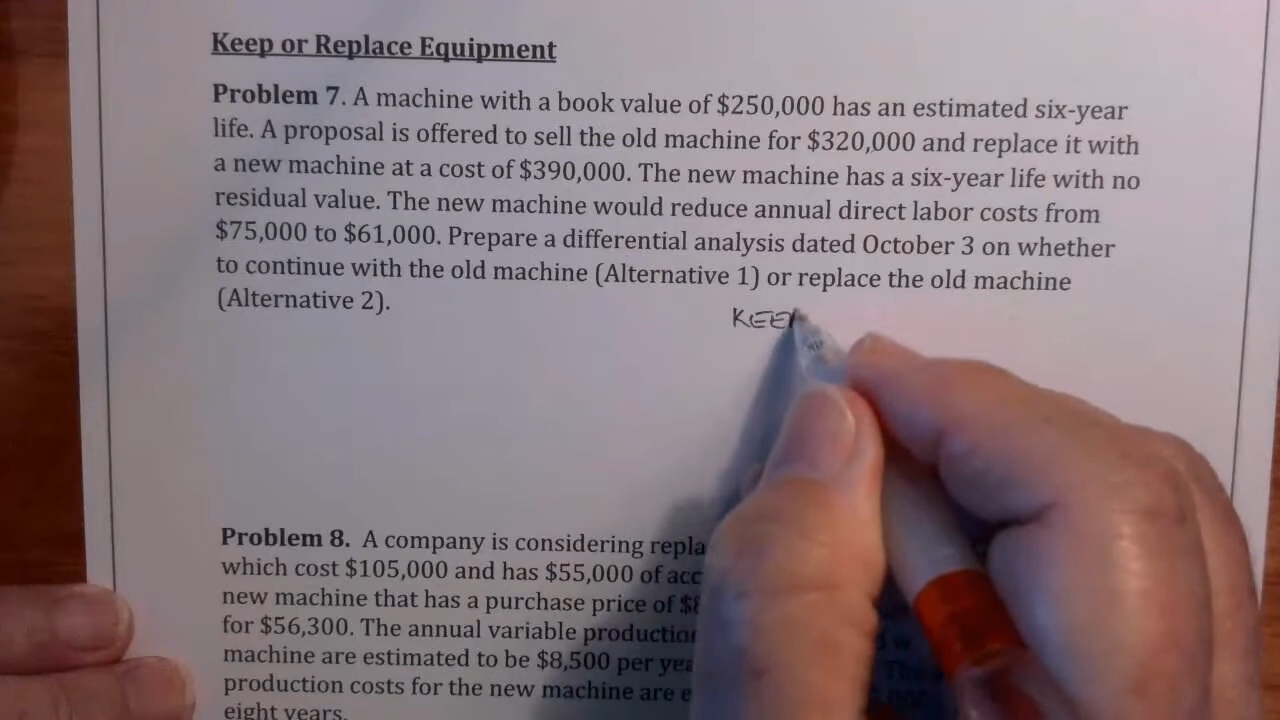 Keep or Replace Equipment
Problem 7. A machine with a book value of $250,000 has an estimated six-year
life. A proposal is offered to sell the old machine for $320,000 and replace it with
a new machine at a cost of $390,000. The new machine has a six-year life with no
residual value. The new machine would reduce annual direct labor costs from
$75,000 to $61,000. Prepare a differential analysis dated October 3 on whether
to continue with the old machine (Alternative 1) or replace the old machine
(Alternative 2).
KEE
Problem 8. A company is considering
which cost $105,000 and has $55,000 of
new machine that has a purchase price of
for $56,300. The annual variable
machine are estimated to be $8,500 per
production costs for the new machine are
eight years.